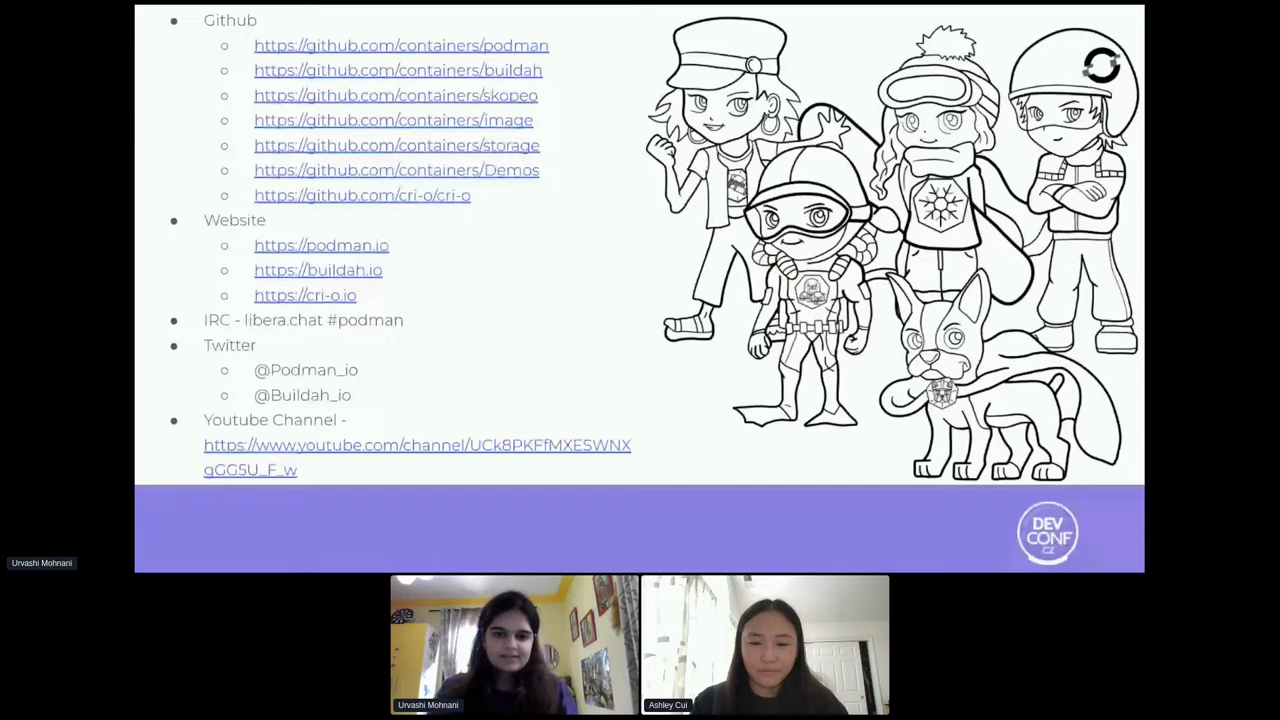 Github
https://github.com/containers/podman
https://github.com/containers/buildah
https://github.com/containers/skopeo
https://github.com/containers/image
https://github.com/containers/storage
https://github.com/containers/Demos
https://github.com/cri-o/cri-o
Website
https://podman.io
https://buildah.io
https://cri-o.io
IRC - libera.chat #podman
Twitter
@Podman_io
@Buildah_io
Youtube Channel -
https://www.youtube.com/channel/UCk8PKFfMXESWNX
gGG5U_F_w
DEV
CONF
.CZ
Urvashi Mohnani
Urvashi Mohnani
Ashley Cui